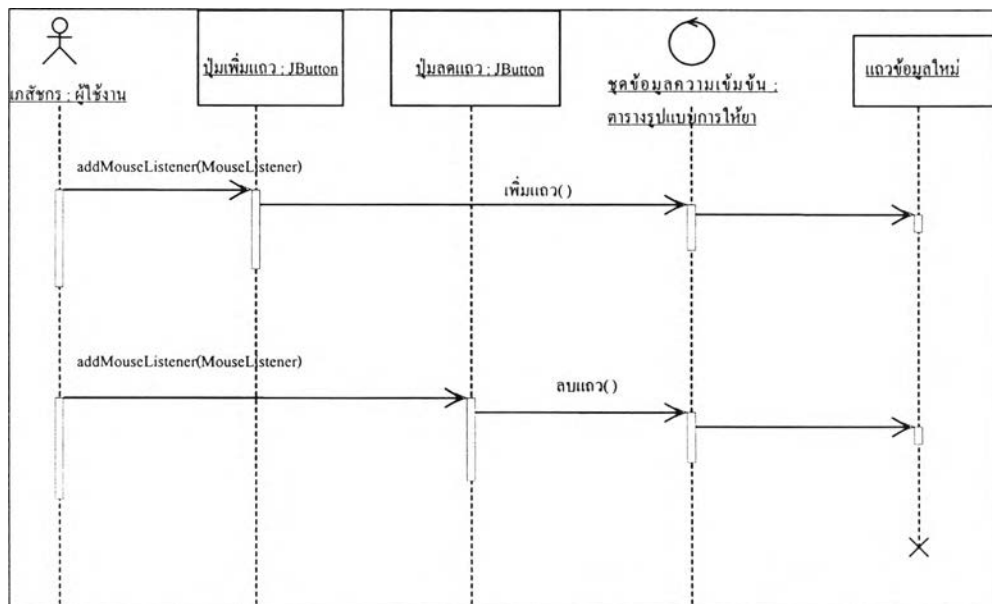 เภสัชกร : ผู้ใช้งาน
ปุ่มเพิ่มแถว : JButton
ปุ่มลดแถว : JButton
ชุดข้อมูลความเข้มข้น :
ตารางรูปแบบการให้ยา
แถวข้อมูลใหม่
addMouseListener(MouseListener)
เพิ่มแถว()
addMouseListener(MouseListener)
ลบแถว()